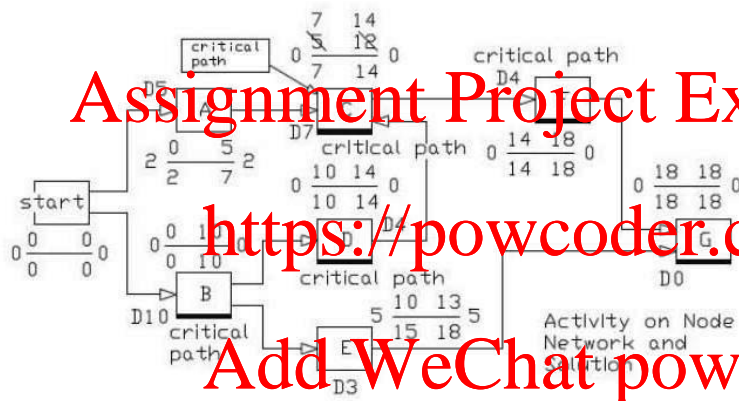 7 14
critical path
0 5 12 0
7 14
critical path
D4
D5
A
Assignment Project Ex
D7
critical path
2 0 5 2
2 7
0 14 18 0
14 18
0 10 14 0
10 14
start
0 0 0 0
0 0
0 0 10 0
0 10
D
D4
https://powcoder.c
0 18 18 0
18 18
G
D0
critical path
B
D10
critical path
5 10 13 5
15 18
E
D3
Activity on Node
Network and
Solution
Add WeChat pow